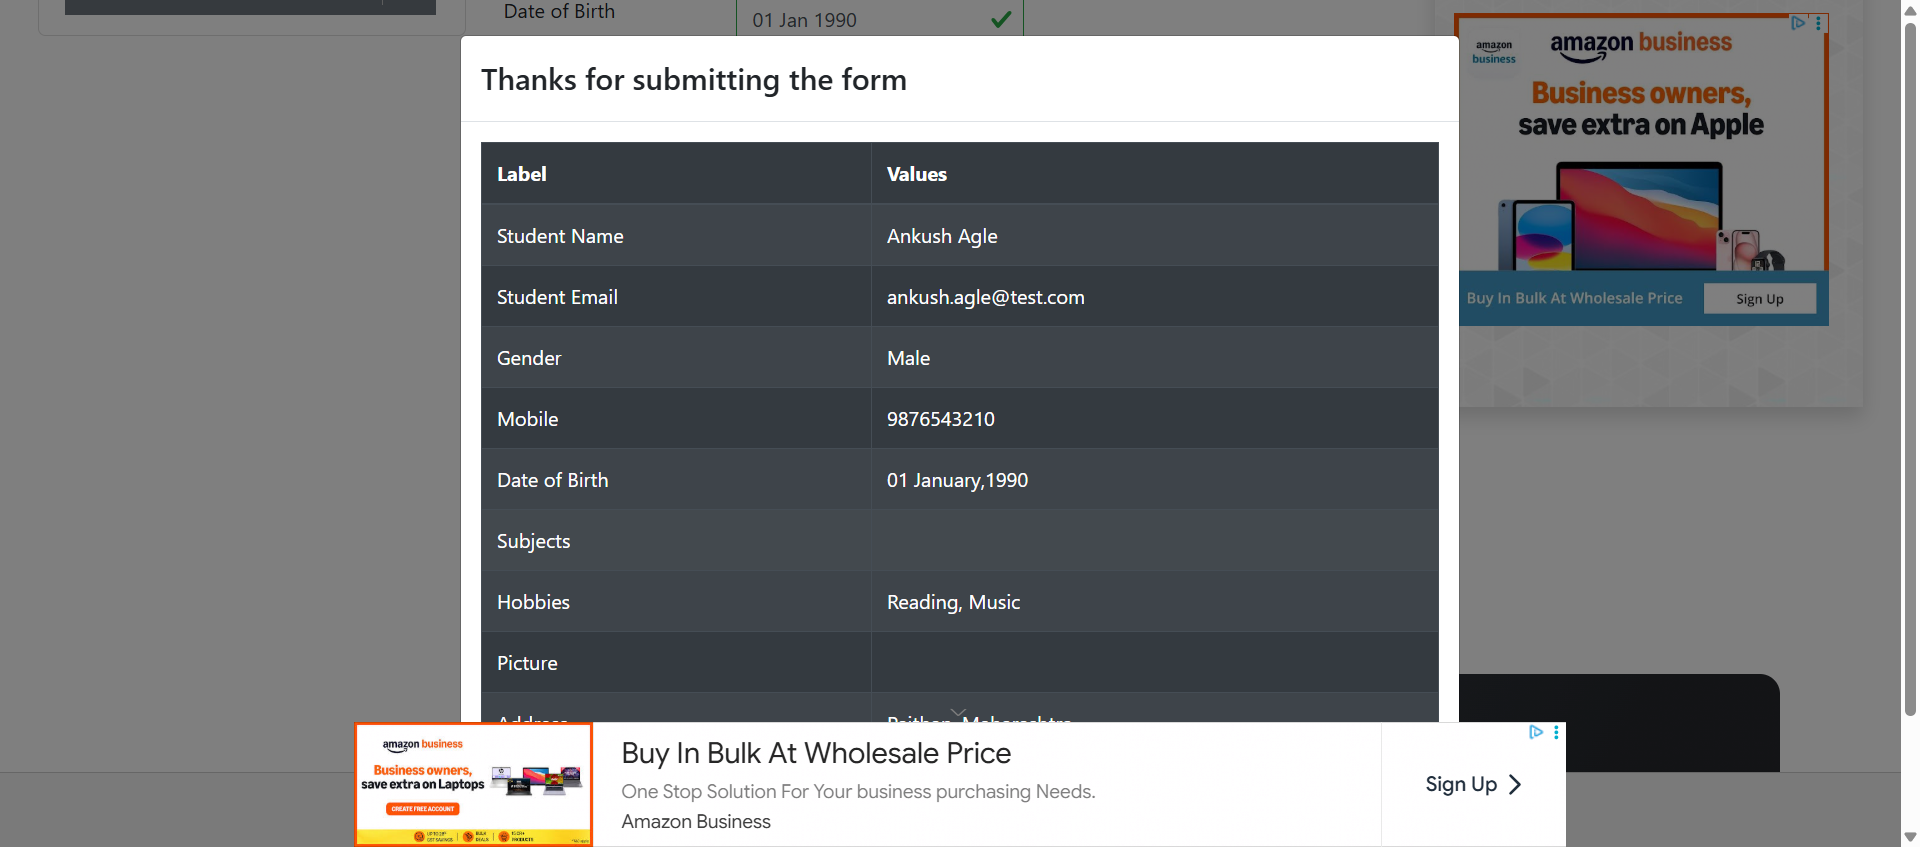 Date of Birth
01 Jan 1990
Thanks for submitting the form
Label Values
Student Name Ankush Agle
Student Email ankush.agle@test.com
Gender Male
Mobile 9876543210
Date of Birth 01 January,1990
Subjects
Hobbies Reading, Music
Picture
Address Paithan, Maharashtra
amazon business
amazon business
Business owners,
save extra on Apple
Buy In Bulk At Wholesale Price Sign Up
amazon business
Business owners,
save extra on Laptops
CREATE FREE ACCOUNT
Buy In Bulk At Wholesale Price
One Stop Solution For Your business purchasing Needs.
Amazon Business
Sign Up